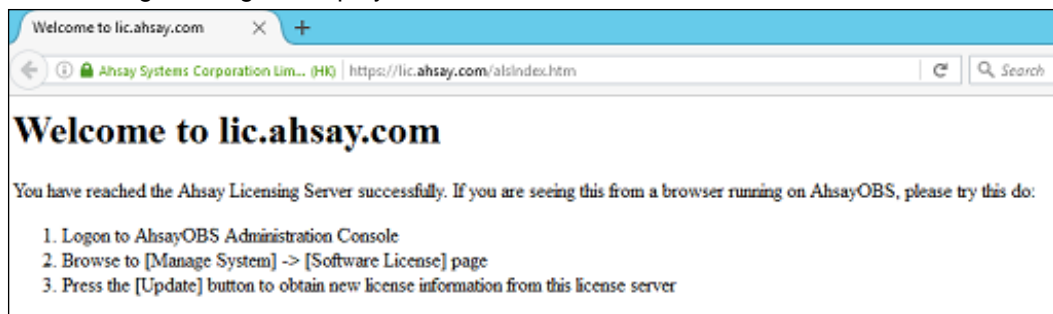 Welcome to lic.ahsay.com
Ahsay Systems Corporation Lim... (HK) https://lic.ahsay.com/alsIndex.htm Search
Welcome to lic.ahsay.com
You have reached the Ahsay Licensing Server successfully. If you are seeing this from a browser running on AhsayOBS, please try this do:
1. Logon to AhsayOBS Administration Console
2. Browse to [Manage System] -> [Software License] page
3. Press the [Update] button to obtain new license information from this license server